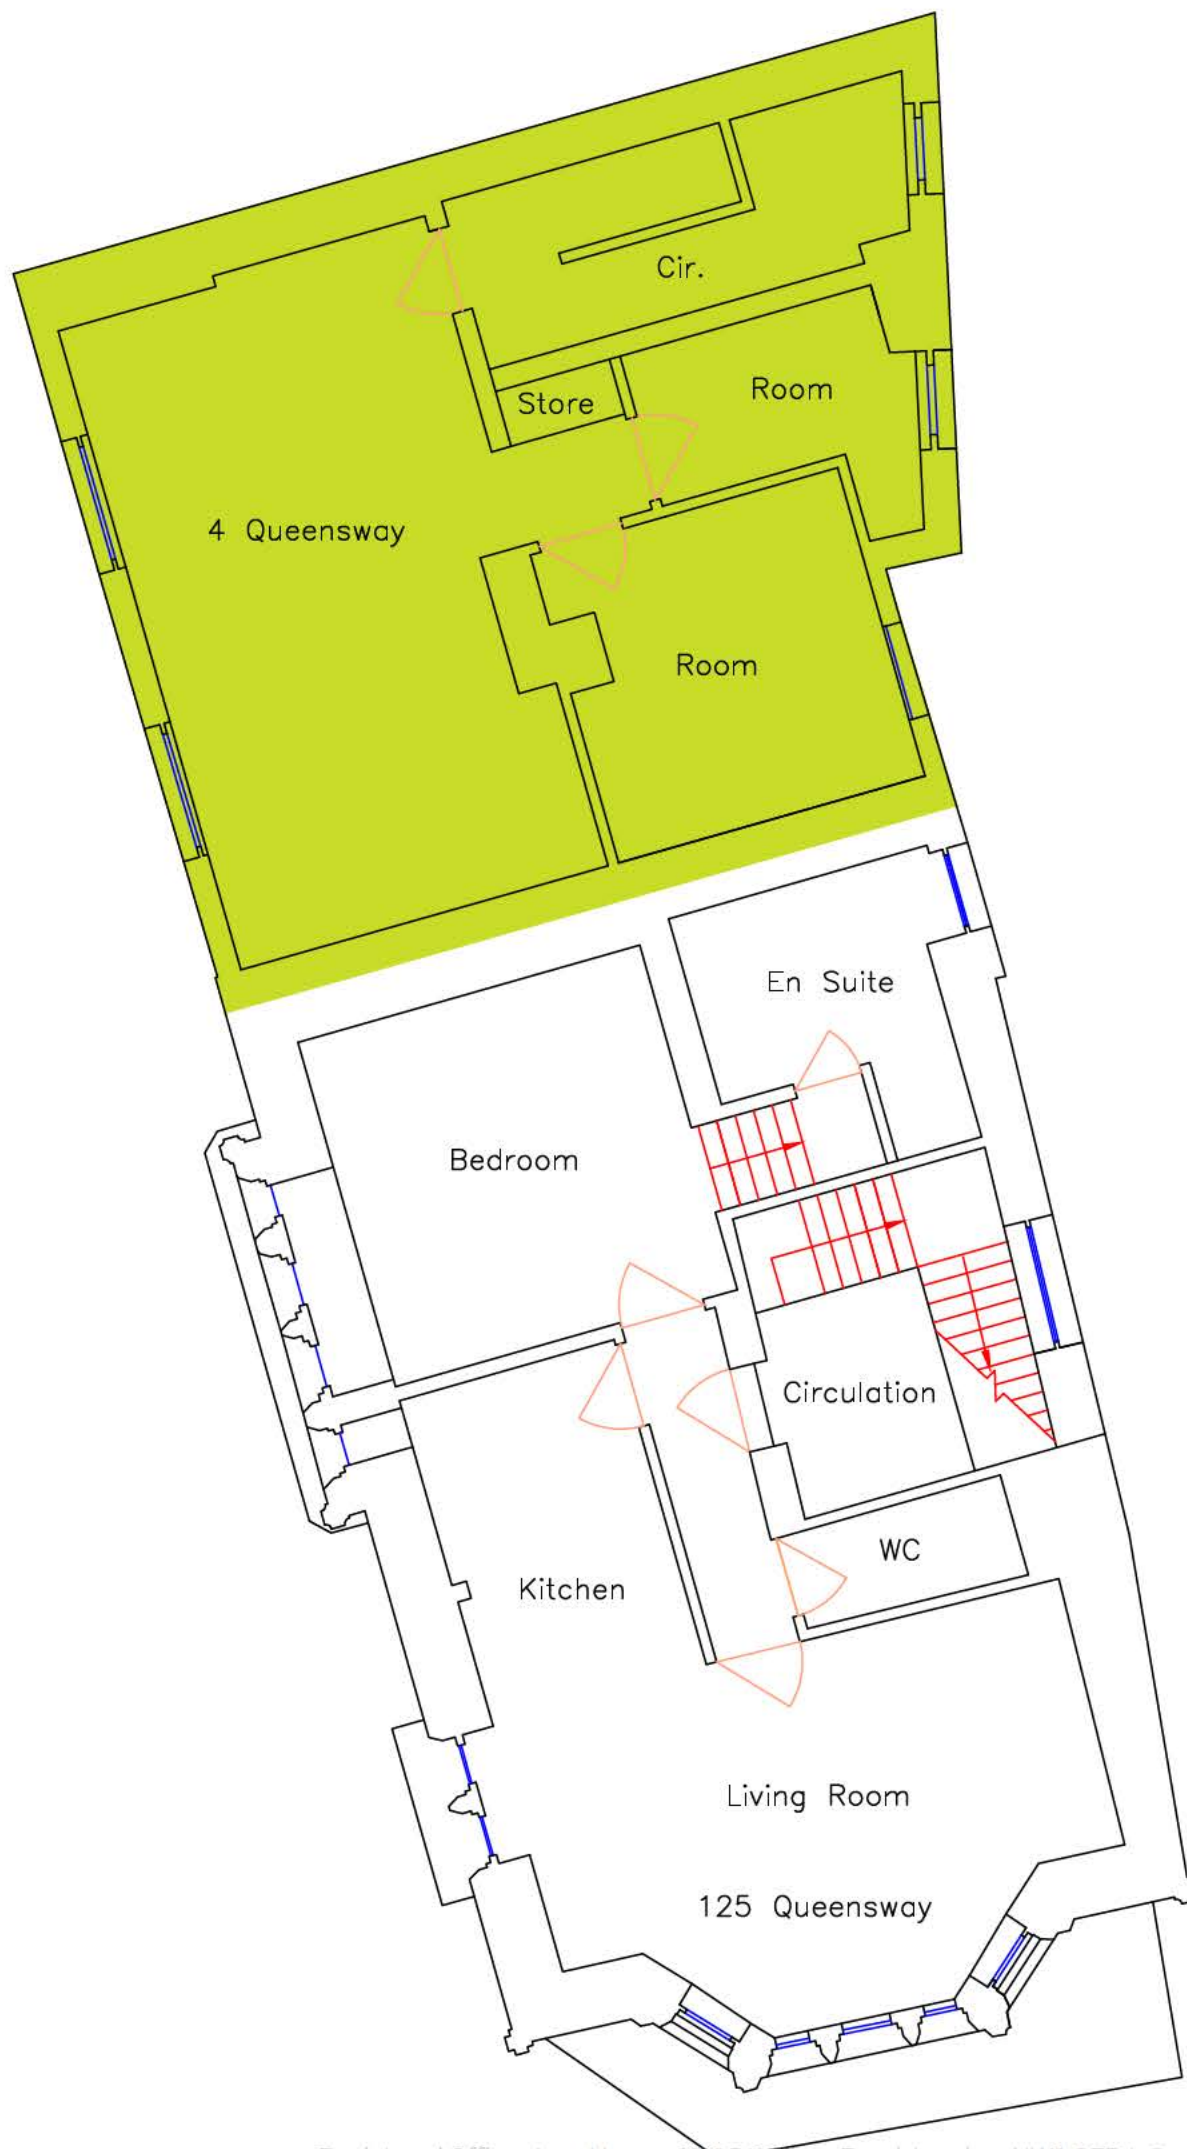 Cir.
Room
Store
4 Queensway
Room
En Suite
Bedroom
Circulation
WC
Kitchen
Living Room
125 Queensway